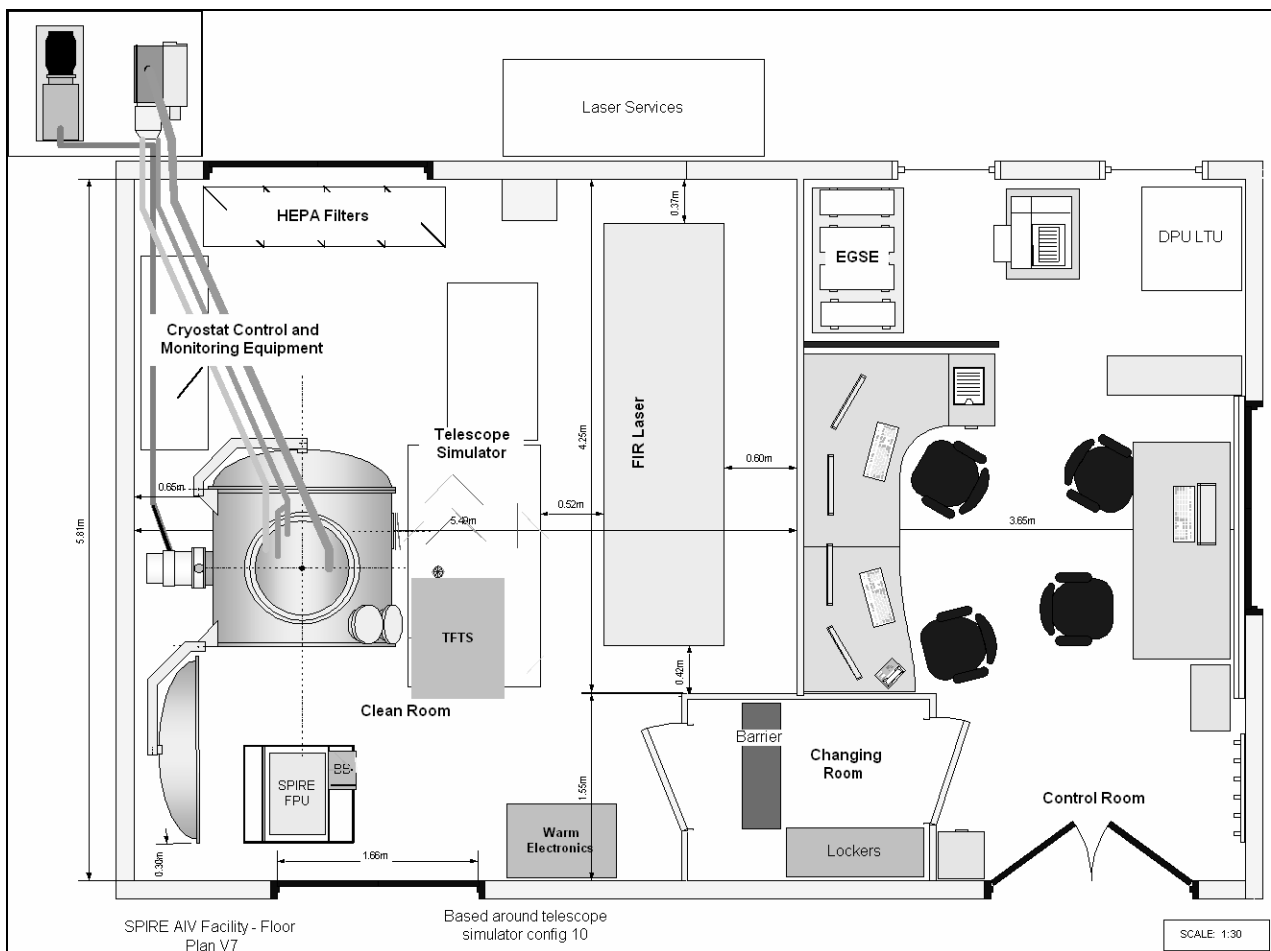 Laser Services
HEPA Filters
0.37m
EGSE
DPU LTU
Cryostat Control and
Monitoring Equipment
Telescope
Simulator
4.25m
FIR Laser
0.60m
0.65m
0.52m
5.49m
3.65m
5.81m
TFTS
0.42m
Clean Room
Barrier
Changing
Room
SPIRE
FPU
1.55m
Control Room
Warm
Electronics
Lockers
0.30m
1.66m
SPIRE AIV Facility - Floor
Plan V7
Based around telescope
simulator config 10
SCALE: 1:30